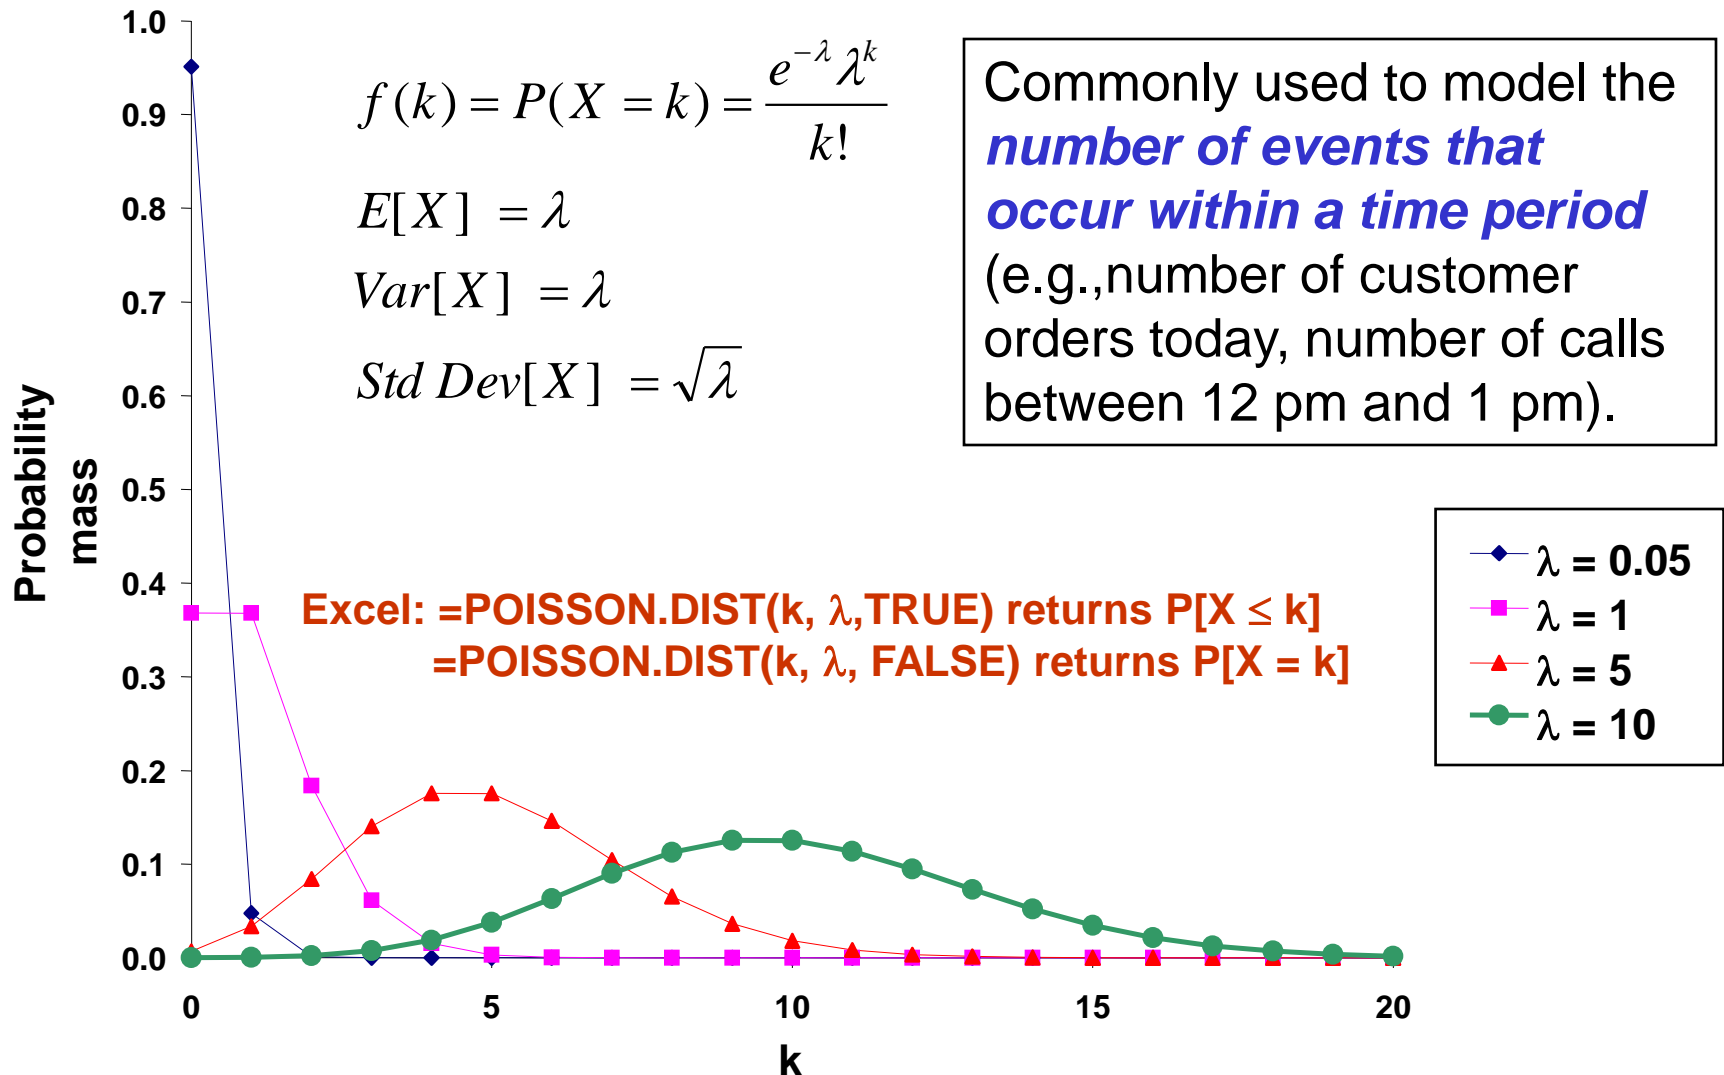 1.0
0.9
0.8
0.7
0.6
0.5
0.4
0.3
0.2
0.1
0.0
Probability
mass
f(k) = P(X = k) = \frac{e^{-λ} λ^k}{k!}
E[X] = λ
Var[X] = λ
Std Dev[X] = √λ
Commonly used to model the
number of events that
occur within a time period
(e.g.,number of customer
orders today, number of calls
between 12 pm and 1 pm).
Excel: =POISSON.DIST(k, λ,TRUE) returns P[X ≤ k]
=POISSON.DIST(k, λ, FALSE) returns P[X = k]
λ = 0.05
λ = 1
λ = 5
λ = 10
0 5 10 15 20
k